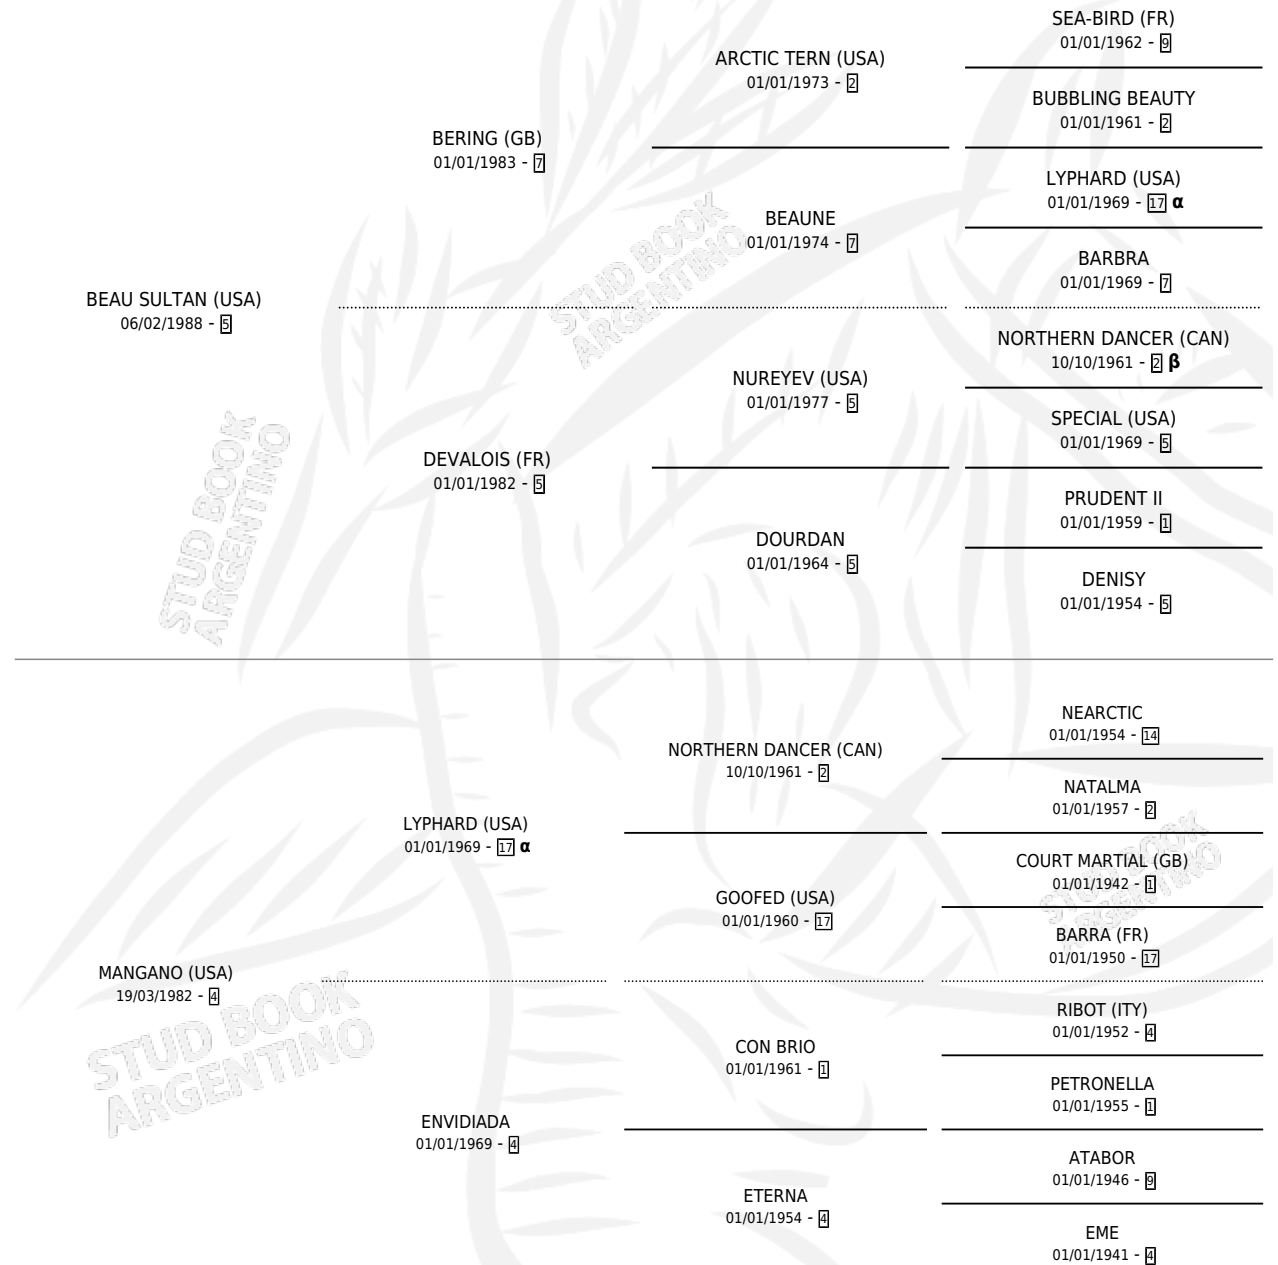 SEA-BIRD (FR)
01/01/1962 - 9
ARCTIC TERN (USA)
01/01/1973 - 2
BUBBLING BEAUTY
01/01/1961 - 2
BERING (GB)
01/01/1983 - 7
LYPHARD (USA)
01/01/1969 - 17 α
BEAUNE
01/01/1974 - 7
BARBRA
01/01/1969 - 7
BEAU SULTAN (USA)
06/02/1988 - 5
NORTHERN DANCER (CAN)
10/10/1961 - 2 β
NUREYEV (USA)
01/01/1977 - 5
SPECIAL (USA)
01/01/1969 - 5
DEVALOIS (FR)
01/01/1982 - 5
PRUDENT II
01/01/1959 - 1
DOURDAN
01/01/1964 - 5
DENISY
01/01/1954 - 5
NEARCTIC
01/01/1954 - 14
NORTHERN DANCER (CAN)
10/10/1961 - 2
NATALMA
01/01/1957 - 2
LYPHARD (USA)
01/01/1969 - 17 α
COURT MARTIAL (GB)
01/01/1942 - 1
GOOFED (USA)
01/01/1960 - 17
BARRA (FR)
01/01/1950 - 17
MANGANO (USA)
19/03/1982 - 4
RIBOT (ITY)
01/01/1952 - 4
CON BRIO
01/01/1961 - 1
PETRONELLA
01/01/1955 - 1
ENVIDIADA
01/01/1969 - 4
ATABOR
01/01/1946 - 9
ETERNA
01/01/1954 - 4
EME
01/01/1941 - 4
STUD BOOK
ARGENTINO
STUD BOOK
ARGENTINO
STUD BOOK
ARGENTINO
STUD BOOK
ARGENTINO